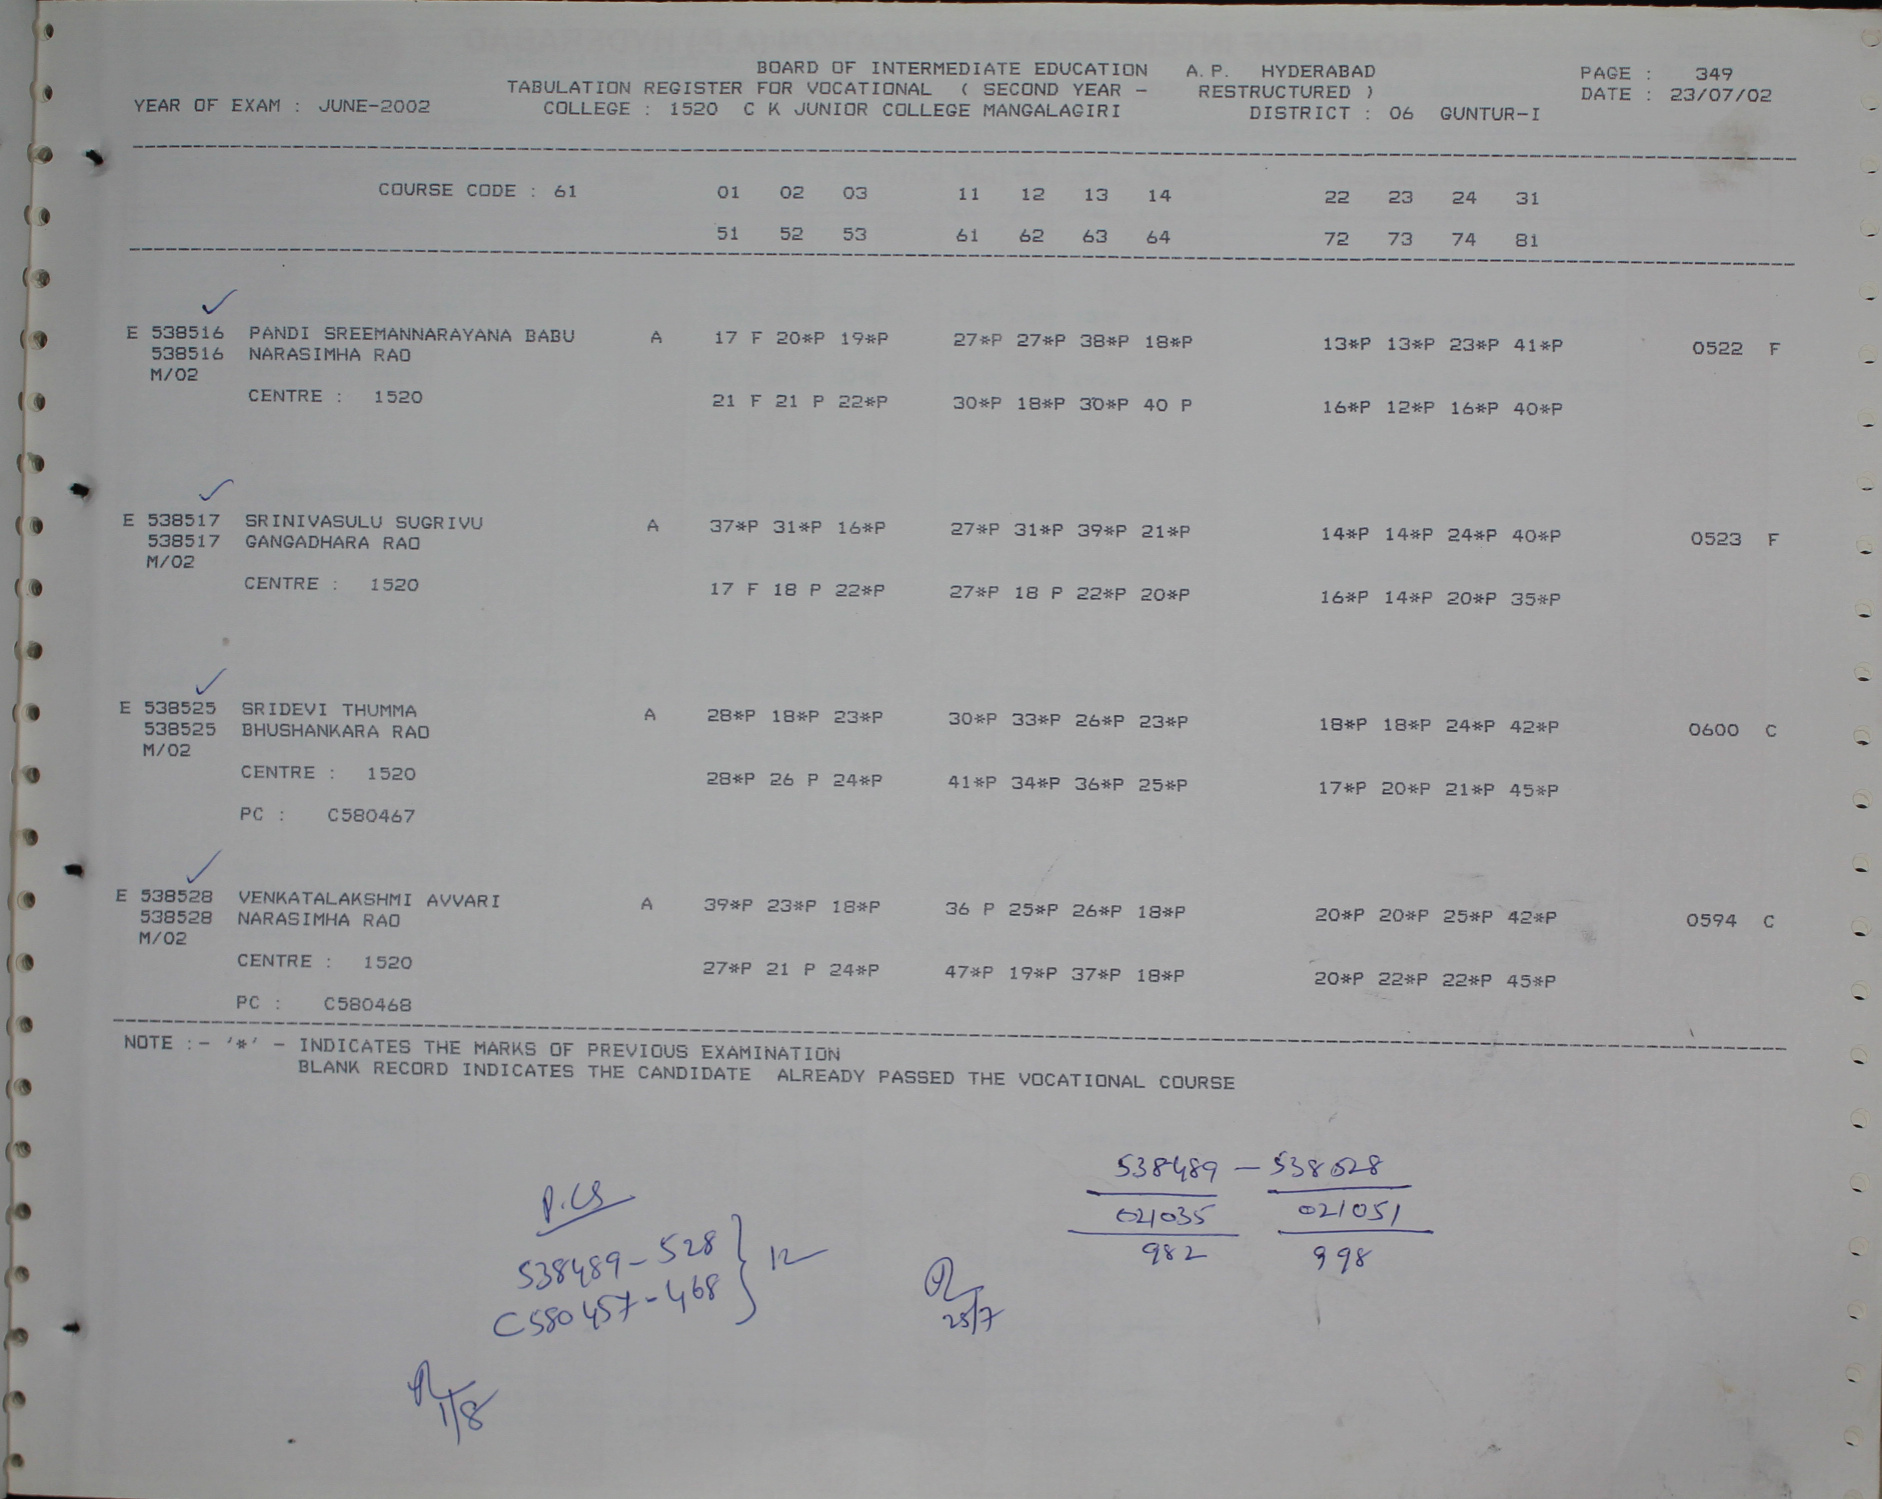 BOARD OF INTERMEDIATE EDUCATION A.P. HYDERABAD PAGE : 349
TABULATION REGISTER FOR VOCATIONAL ( SECOND YEAR - RESTRUCTURED ) DATE : 23/07/02
YEAR OF EXAM : JUNE-2002 COLLEGE : 1520 C K JUNIOR COLLEGE MANGALAGIRI DISTRICT : 06 GUNTUR-I
COURSE CODE : 61 01 02 03 11 12 13 14 22 23 24 31
51 52 53 61 62 63 64 72 73 74 81
E 538516 PANDI SREEMANNARAYANA BABU A 17 F 20*P 19*P 27*P 27*P 38*P 18*P 13*P 13*P 23*P 41*P 0522 F
538516 NARASIMHA RAO
M/02
CENTRE : 1520 21 F 21 P 22*P 30*P 18*P 30*P 40 P 16*P 12*P 16*P 40*P
E 538517 SRINIVASULU SUGRIVU A 37*P 31*P 16*P 27*P 31*P 39*P 21*P 14*P 14*P 24*P 40*P 0523 F
538517 GANGADHARA RAO
M/02
CENTRE : 1520 17 F 18 P 22*P 27*P 18 P 22*P 20*P 16*P 14*P 20*P 35*P
E 538525 SRIDEVI THUMMA A 28*P 18*P 23*P 30*P 33*P 26*P 23*P 18*P 18*P 24*P 42*P 0600 C
538525 BHUSHANKARA RAO
M/02
CENTRE : 1520 28*P 26 P 24*P 41*P 34*P 36*P 25*P 17*P 20*P 21*P 45*P
PC : C580467
E 538528 VENKATALAKSHMI AVVARI A 39*P 23*P 18*P 36 P 25*P 26*P 18*P 20*P 20*P 25*P 42*P 0594 C
538528 NARASIMHA RAO
M/02
CENTRE : 1520 27*P 21 P 24*P 47*P 19*P 37*P 18*P 20*P 22*P 22*P 45*P
PC : C580468
NOTE :- '*' - INDICATES THE MARKS OF PREVIOUS EXAMINATION
BLANK RECORD INDICATES THE CANDIDATE ALREADY PASSED THE VOCATIONAL COURSE
538489 - 538528
021035 021051
982 998
P.CS
538489 - 528
C580457 - 468 } 12
25/7
1/8